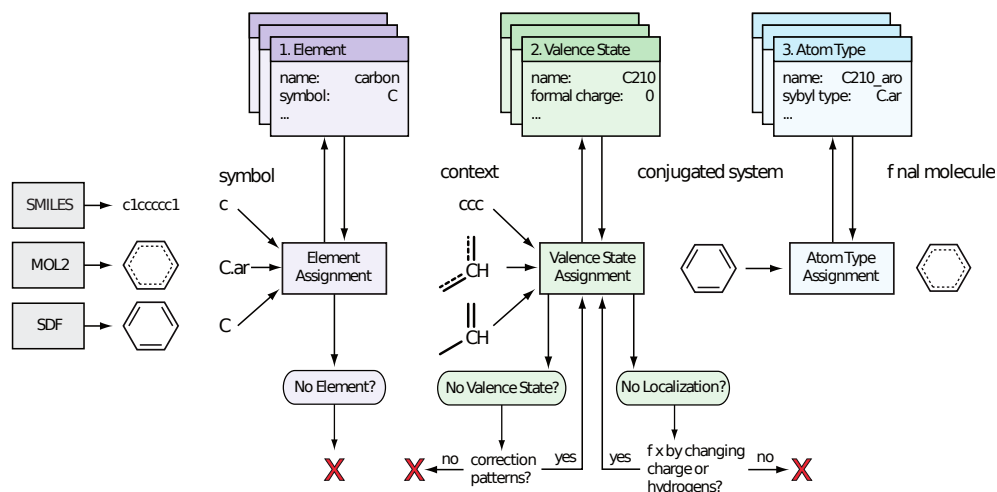 1. Element
name: carbon
symbol: C
...
2. Valence State
name: C210
formal charge: 0
...
3. Atom Type
name: C210_aro
sybyl type: C.ar
...
symbol
context
conjugated system
f nal molecule
SMILES
c1ccccc1
c
ccc
MOL2
C.ar
Element
Assignment
CH
Valence State
Assignment
Atom Type
Assignment
SDF
C
CH
No Element?
No Valence State?
No Localization?
X
X
no
correction
patterns?
yes
yes
f x by changing
charge or
hydrogens?
no
X